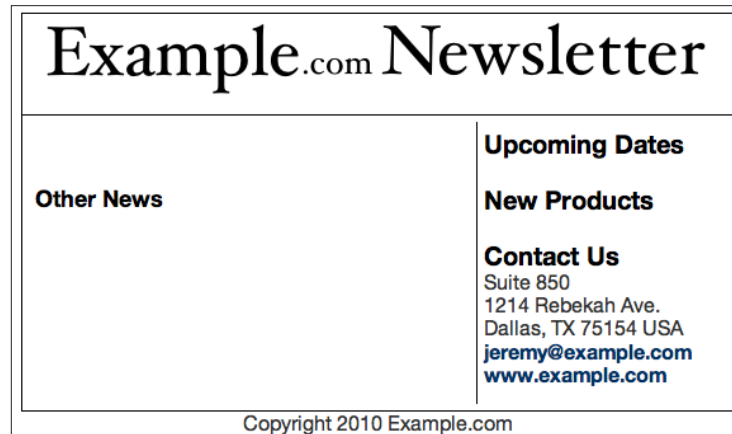 Example.com Newsletter
Other News
Upcoming Dates
New Products
Contact Us
Suite 850
1214 Rebekah Ave.
Dallas, TX 75154 USA
jeremy@example.com
www.example.com
Copyright 2010 Example.com